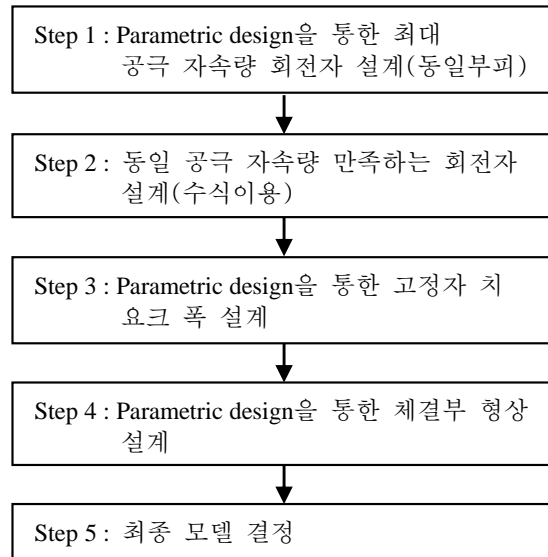 Step 1 : Parametric design을 통한 최대
공극 자속량 회전자 설계(동일부피)
Step 2 : 동일 공극 자속량 만족하는 회전자
설계(수식이용)
Step 3 : Parametric design을 통한 고정자 치
요크 폭 설계
Step 4 : Parametric design을 통한 체결부 형상
설계
Step 5 : 최종 모델 결정